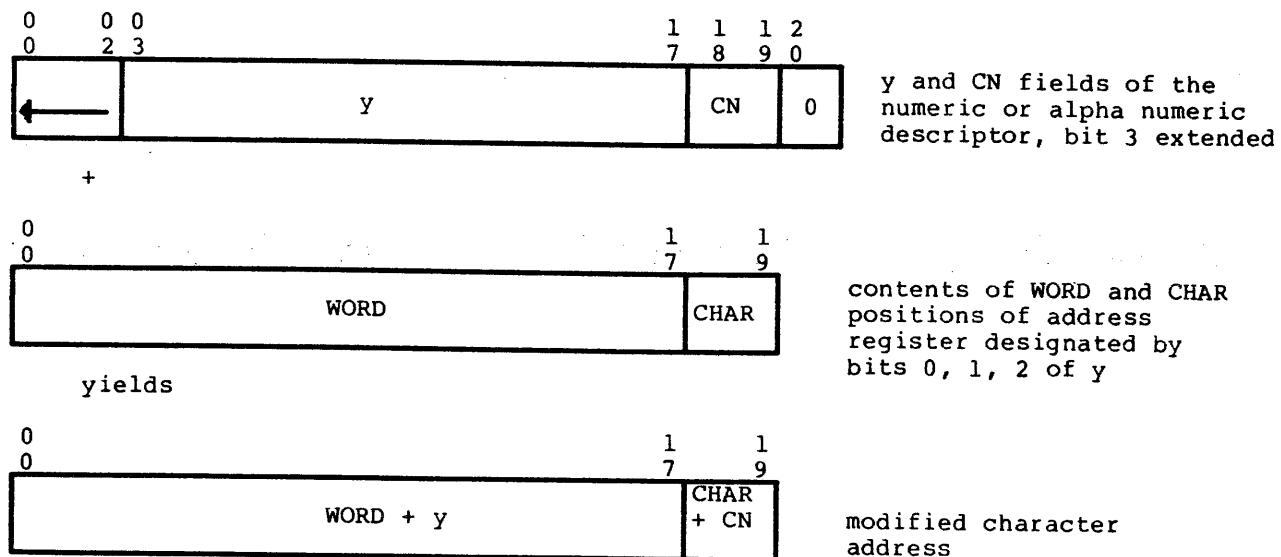 0 0 0 1 1 1 2
0 2 3 7 8 9 0
y CN 0
y and CN fields of the
numeric or alpha numeric
descriptor, bit 3 extended
+
0 1 1
0 7 9
WORD CHAR
contents of WORD and CHAR
positions of address
register designated by
bits 0, 1, 2 of y
yields
0 1 1
0 7 9
WORD + y CHAR
+ CN
modified character
address